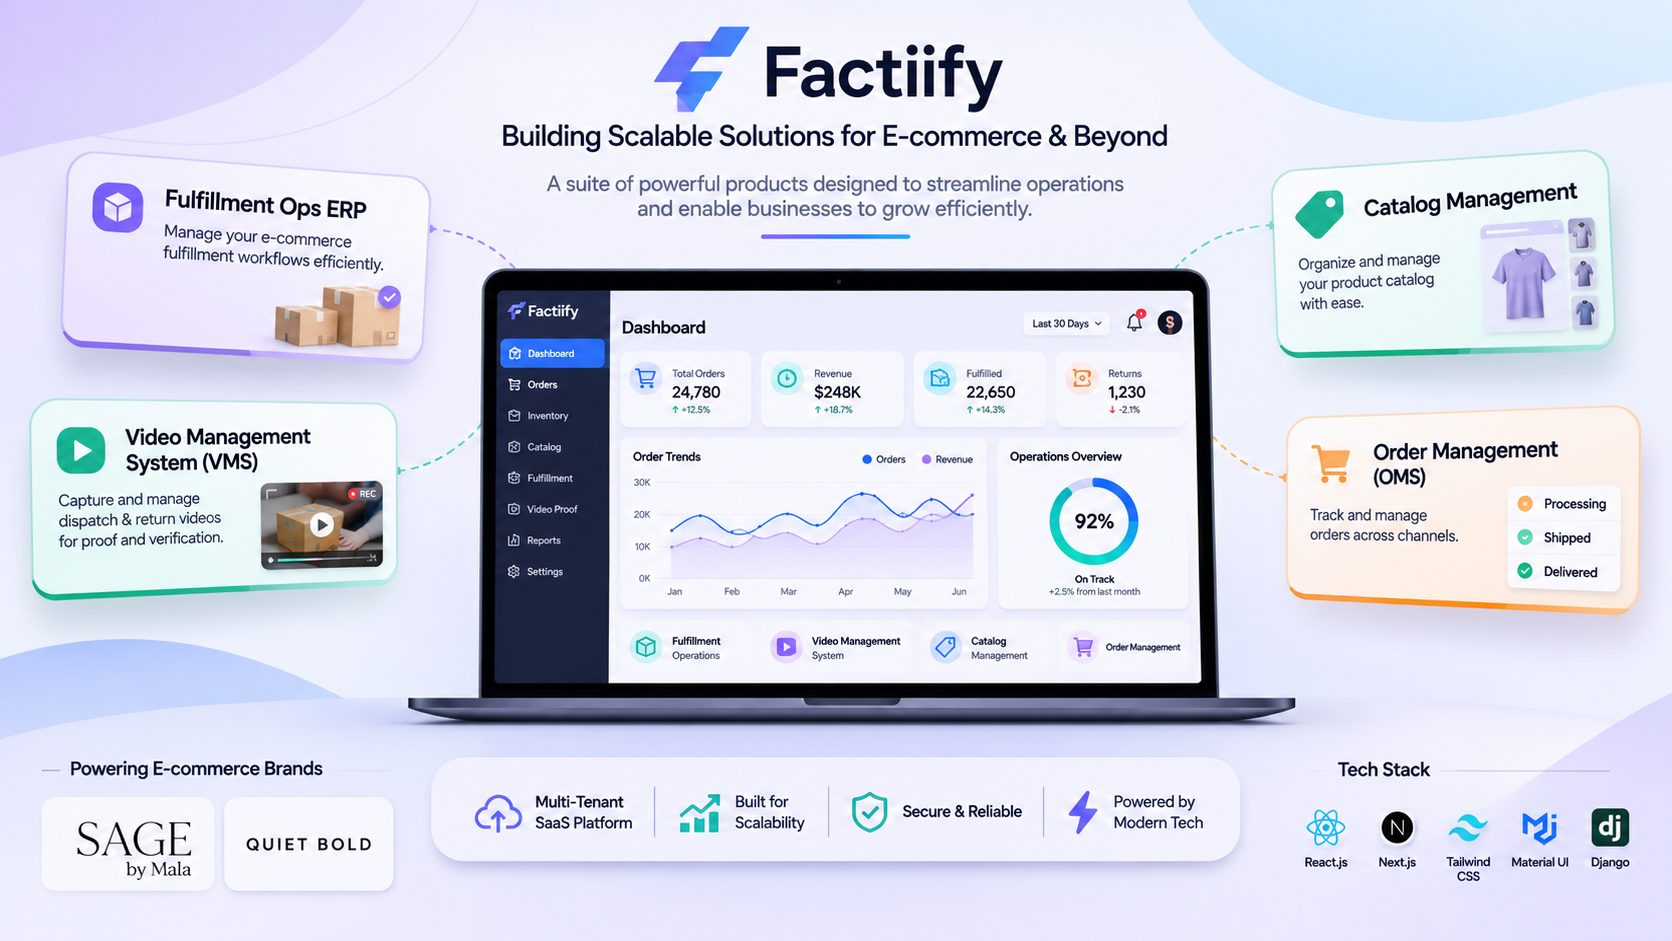 Factiify
Building Scalable Solutions for E-commerce & Beyond
A suite of powerful products designed to streamline operations
and enable businesses to grow efficiently.
Fulfillment Ops ERP
Manage your e-commerce
fulfillment workflows efficiently.
Video Management
System (VMS)
Capture and manage
dispatch & return videos
for proof and verification.
REC
Catalog Management
Organize and manage
your product catalog
with ease.
Order Management
(OMS)
Track and manage
orders across channels.
Processing
Shipped
Delivered
Factiify
Dashboard
Orders
Inventory
Catalog
Fulfillment
Video Proof
Reports
Settings
Dashboard
Last 30 Days
S
Total Orders
24,780
↑ +12.5%
Revenue
$248K
↑ +18.7%
Fulfilled
22,650
↑ +14.3%
Returns
1,230
↓ -2.1%
Order Trends
Orders
Revenue
30K
20K
10K
0K
Jan Feb Mar Apr May Jun
Operations Overview
92%
On Track
+2.5% from last month
Fulfillment
Operations
Video Management
System
Catalog
Management
Order Management
Powering E-commerce Brands
SAGE
by Mala
QUIET BOLD
Multi-Tenant
SaaS Platform
Built for
Scalability
Secure & Reliable
Powered by
Modern Tech
Tech Stack
N
dj
React.js
Next.js
Tailwind
CSS
Material UI
Django